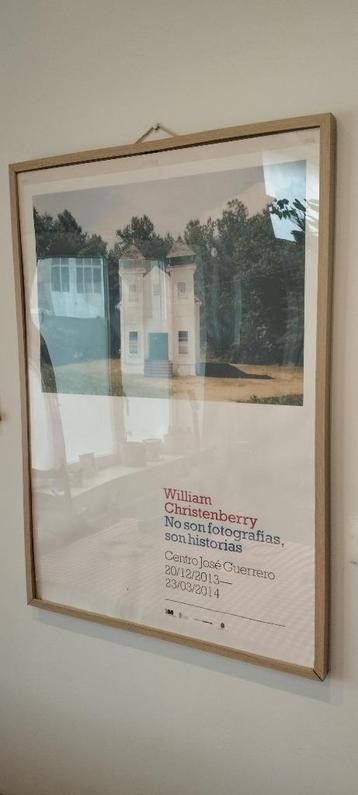 William
Christenberry
No son fotografías,
son historias
Centro José Guerrero
20/12/2013—
23/03/2014